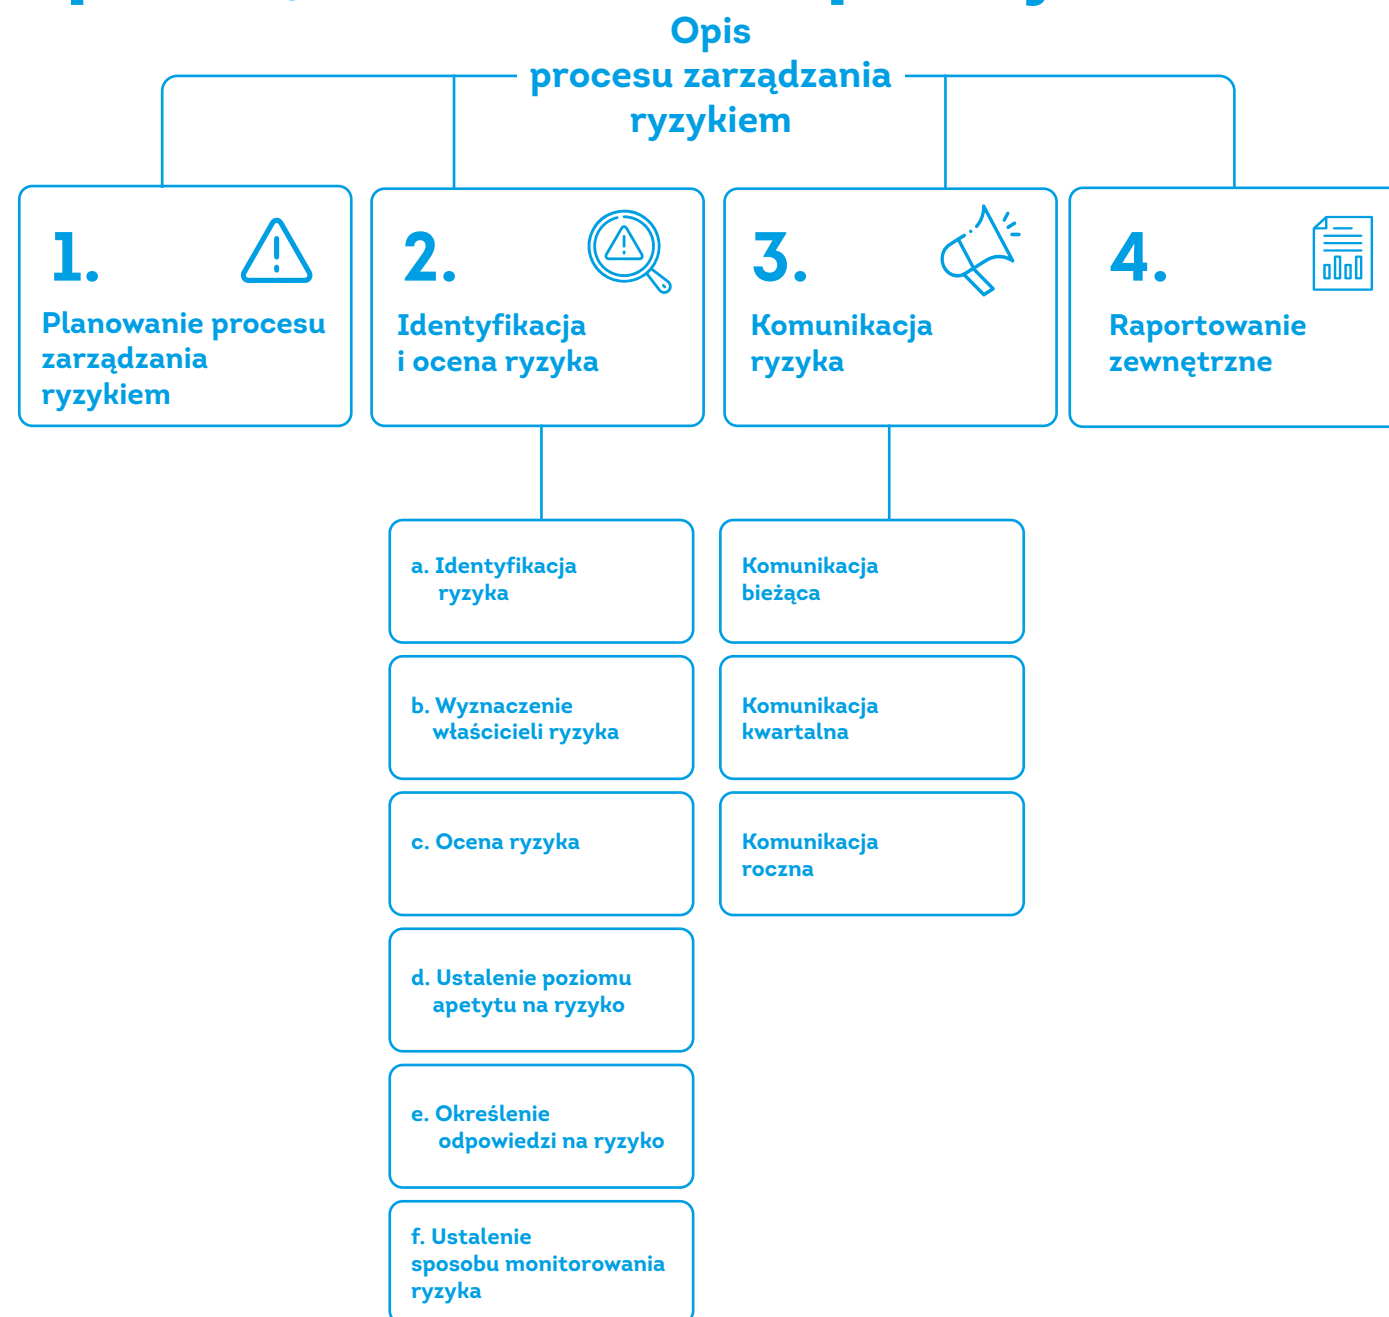 Opis
procesu zarządzania
ryzykiem
1.
Planowanie procesu
zarządzania
ryzykiem
2.
Identyfikacja
i ocena ryzyka
3.
Komunikacja
ryzyka
4.
Raportowanie
zewnętrzne
a. Identyfikacja
ryzyka
b. Wyznaczenie
właścicieli ryzyka
c. Ocena ryzyka
d. Ustalenie poziomu
apetytu na ryzyko
e. Określenie
odpowiedzi na ryzyko
f. Ustalenie
sposobu monitorowania
ryzyka
Komunikacja
bieżąca
Komunikacja
kwartalna
Komunikacja
roczna